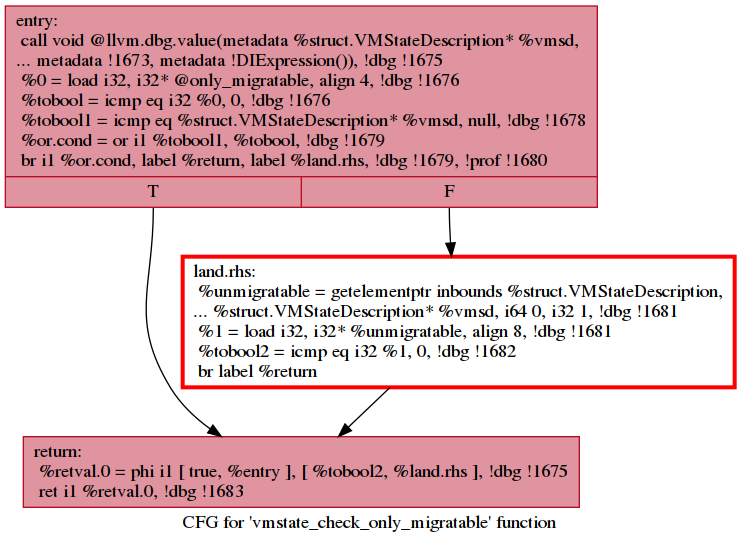 entry:
call void @llvm.dbg.value(metadata %struct.VMStateDescription* %vmsd,
... metadata !1673, metadata !DIExpression()), !dbg !1675
%0 = load i32, i32* @only_migratable, align 4, !dbg !1676
%tobool = icmp eq i32 %0, 0, !dbg !1676
%tobool1 = icmp eq %struct.VMStateDescription* %vmsd, null, !dbg !1678
%or.cond = or i1 %tobool1, %tobool, !dbg !1679
br i1 %or.cond, label %return, label %land.rhs, !dbg !1679, !prof !1680
T F
land.rhs:
%unmigratable = getelementptr inbounds %struct.VMStateDescription,
... %struct.VMStateDescription* %vmsd, i64 0, i32 1, !dbg !1681
%1 = load i32, i32* %unmigratable, align 8, !dbg !1681
%tobool2 = icmp eq i32 %1, 0, !dbg !1682
br label %return
return:
%retval.0 = phi i1 [ true, %entry ], [ %tobool2, %land.rhs ], !dbg !1675
ret i1 %retval.0, !dbg !1683
CFG for 'vmstate_check_only_migratable' function